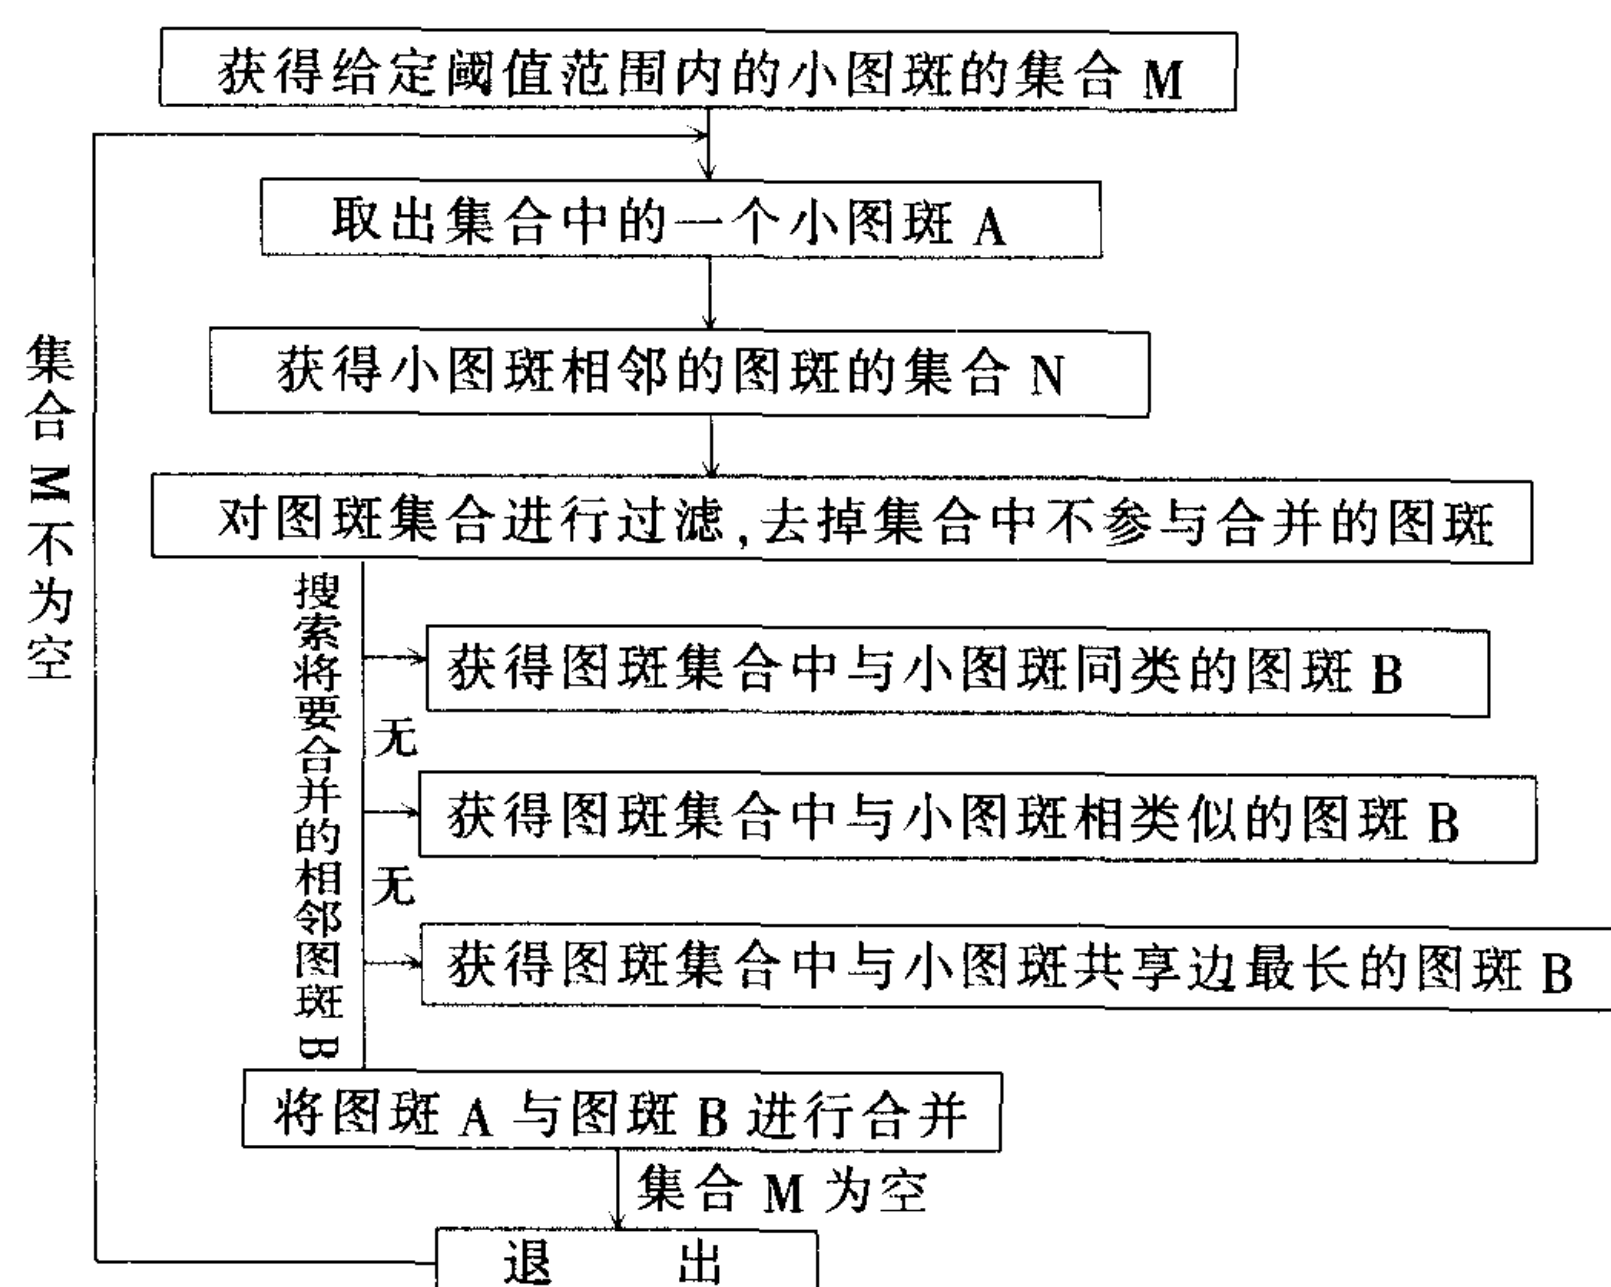 获得给定阈值范围内的小图斑的集合 M
取出集合中的一个小图斑 A
获得小图斑相邻的图斑的集合 N
对图斑集合进行过滤,去掉集合中不参与合并的图斑
集合 M 不为空
搜索将要合并的相邻图斑 B
获得图斑集合中与小图斑同类的图斑 B
无
获得图斑集合中与小图斑相类似的图斑 B
无
获得图斑集合中与小图斑共享边最长的图斑 B
将图斑 A 与图斑 B 进行合并
集合 M 为空
退 出